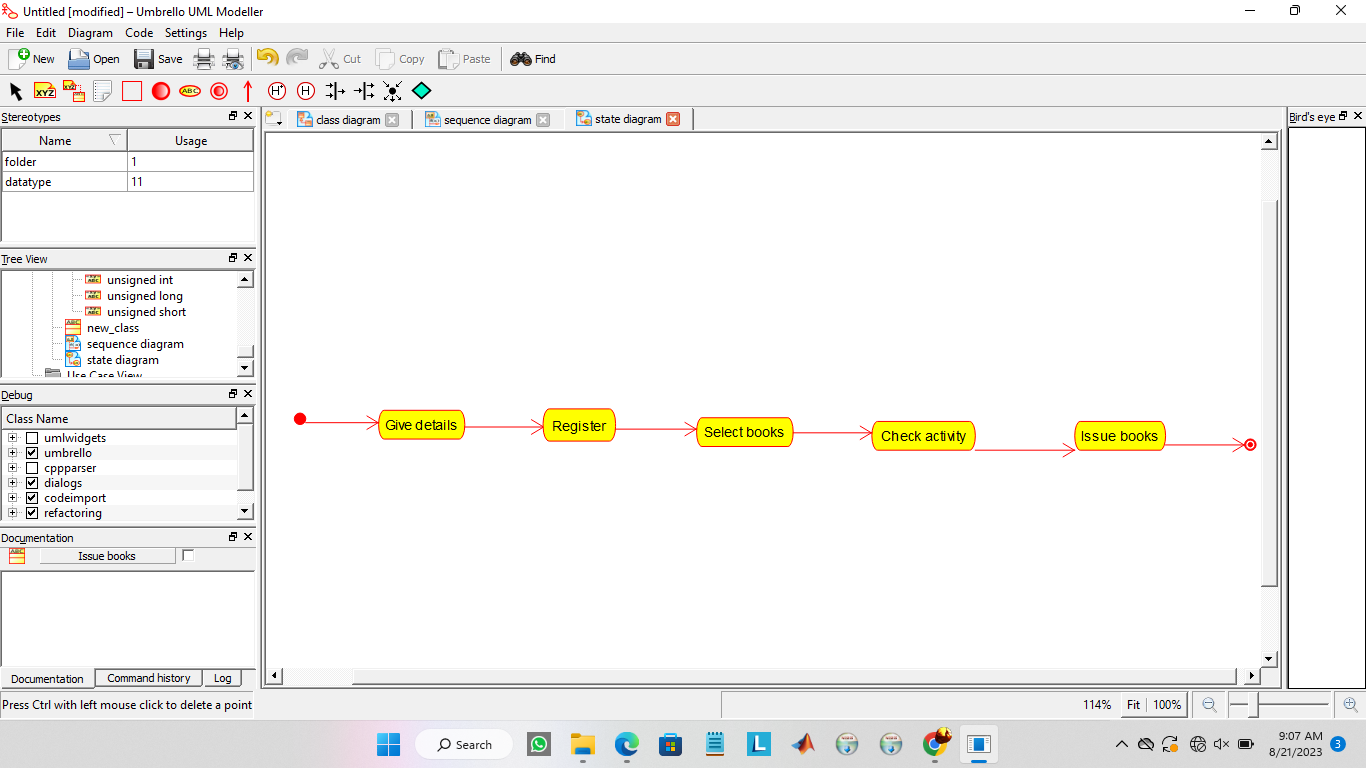 Untitled [modified] – Umbrello UML Modeller
File Edit Diagram Code Settings Help
New Open Save Cut Copy Paste Find
XYZ XYZ ABC H* H
Stereotypes
Name Usage
folder 1
datatype 11
Tree View
unsigned int
unsigned long
unsigned short
new_class
sequence diagram
state diagram
Use Case View
Debug
Class Name
umlwidgets
umbrello
cppparser
dialogs
codeimport
refactoring
Documentation
Issue books
Documentation Command history Log
class diagram sequence diagram state diagram
Give details Register Select books Check activity Issue books
Bird's eye
Press Ctrl with left mouse click to delete a point
114% Fit 100%
Search
L
9:07 AM
8/21/2023 3